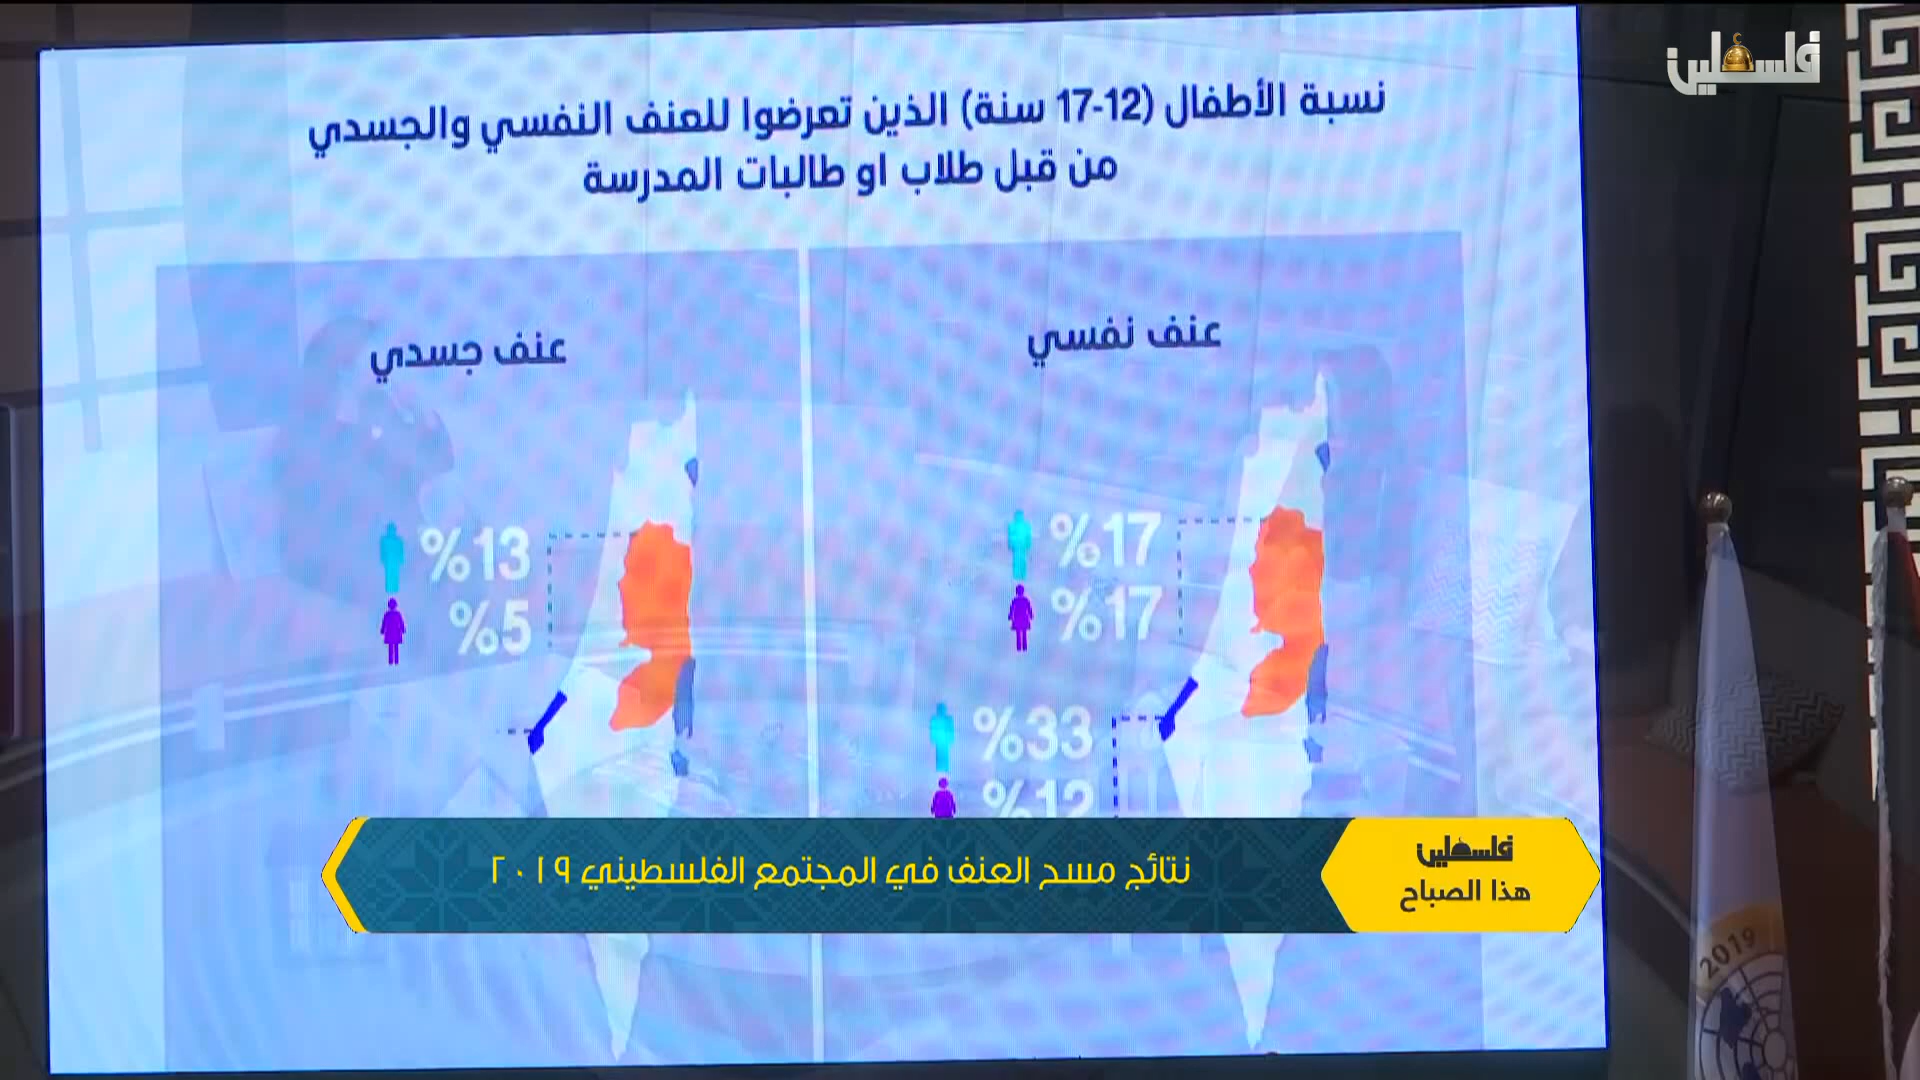 فلسطين
نسبة الأطفال (12-17 سنة) الذين تعرضوا للعنف النفسي والجسدي
من قبل طلاب او طالبات المدرسة
عنف نفسي
%17
%17
%33
%12
عنف جسدي
%13
%5
فلسطين
هذا الصباح
نتائج مسح العنف في المجتمع الفلسطيني ٢٠١٩
2019